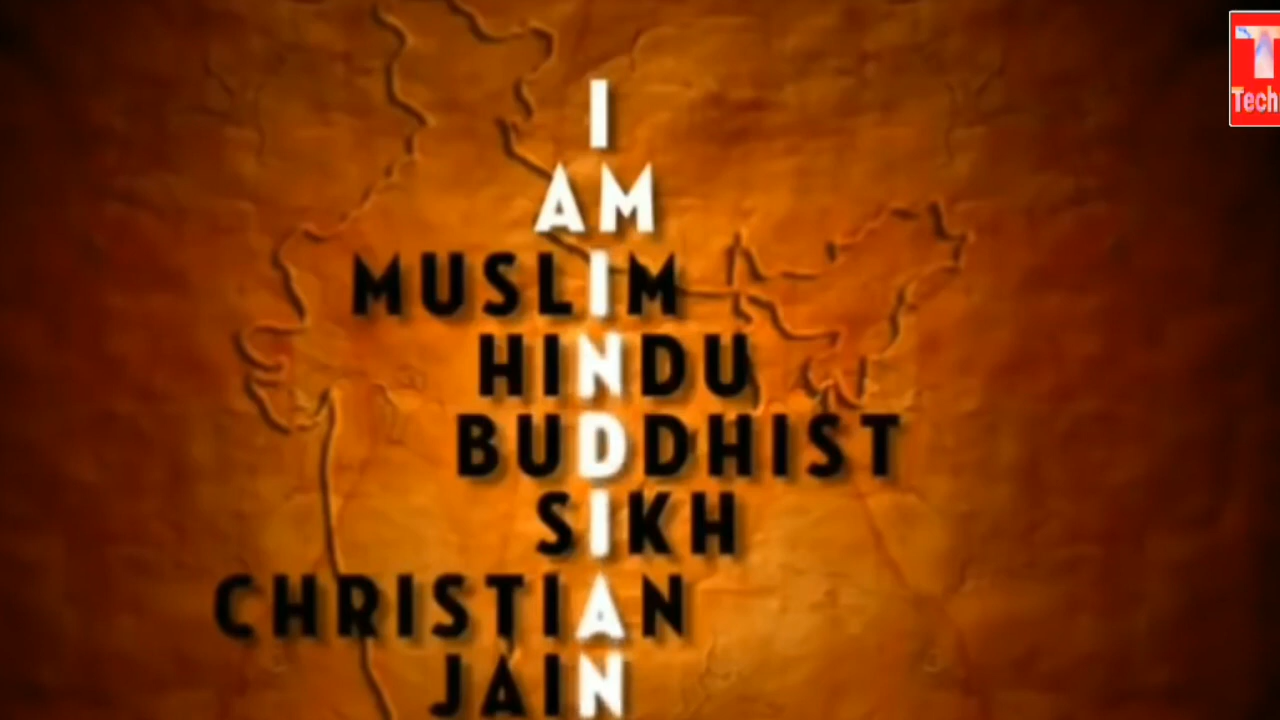 I
AM
MUSLIM
HINDU
BUDDHIST
SIKH
CHRISTIAN
JAIN
T
Tech